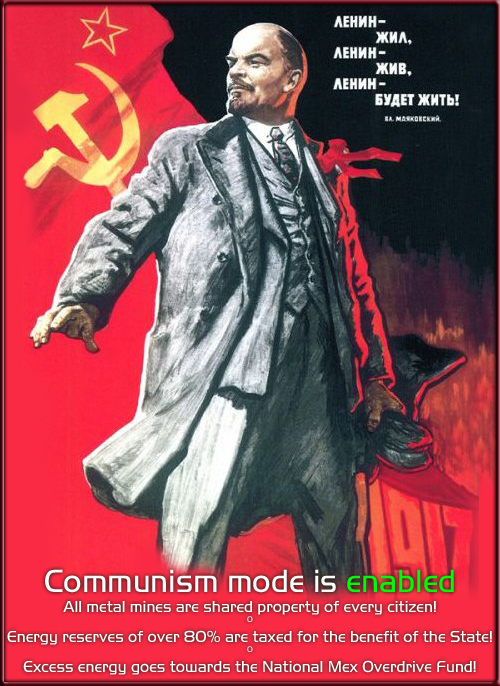 ЛЕНИН–
ЖИЛ,
ЛЕНИН–
ЖИВ,
ЛЕНИН–
БУДЕТ ЖИТЬ!
ВЛ. МАЯКОВСКИЙ.
1917
Communism mode is enabled
All metal mines are shared property of every citizen!
o
Energy reserves of over 80% are taxed for the benefit of the State!
o
Excess energy goes towards the National Mex Overdrive Fund!